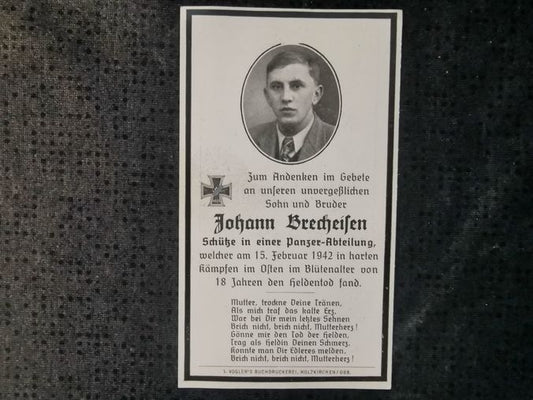 Zum Andenken im Gebete
an unseren unvergeßlichen
Sohn und Bruder
Johann Brecheisen
Schütze in einer Panzer-Abteilung,
welcher am 15. Februar 1942 in harten
Kämpfen im Osten im Blütenalter von
18 Jahren den Heldentod fand.
Mutter, trockne Deine Tränen,
Als mich traf das kalte Erz,
War bei Dir mein letztes Sehnen
Brich nicht, brich nicht, Mutterherz!
Gönne mir den Tod der Helden,
Trag als Heldin Deinen Schmerz.
Konnte man Dir Edleres melden,
Brich nicht, brich nicht, Mutterherz!
L. VOGLER'S BUCHDRUCKEREI, HOLZKIRCHEN/OBB.